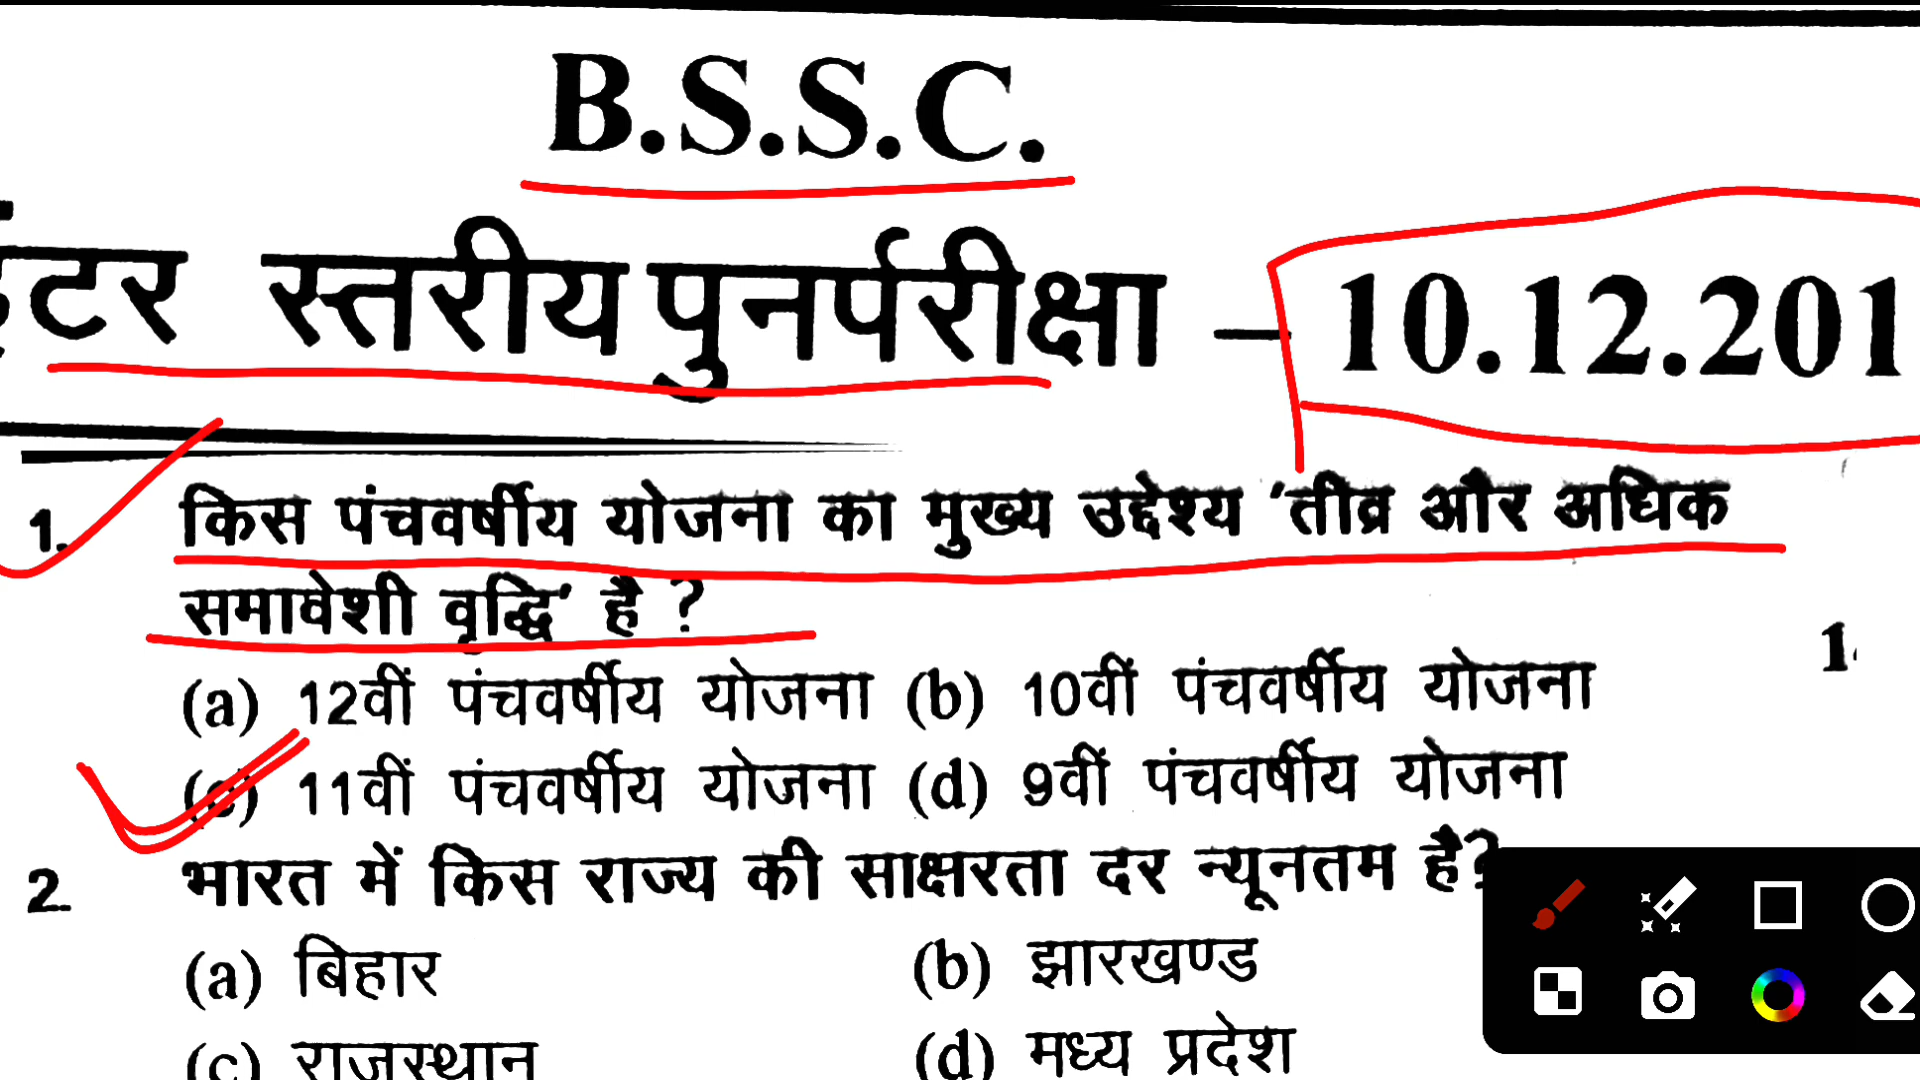 B.S.S.C.
स्तरीय पुनर्परीक्षा – 10.12.201
1. किस पंचवर्षीय योजना का मुख्य उद्देश्य 'तीव्र और अधिक
समावेशी वृद्धि' है ?
(a) 12वीं पंचवर्षीय योजना (b) 10वीं पंचवर्षीय योजना
(c) 11वीं पंचवर्षीय योजना (d) 9वीं पंचवर्षीय योजना
2. भारत में किस राज्य की साक्षरता दर न्यूनतम है?
(a) बिहार (b) झारखण्ड
(c) राजस्थान (d) मध्य प्रदेश
1